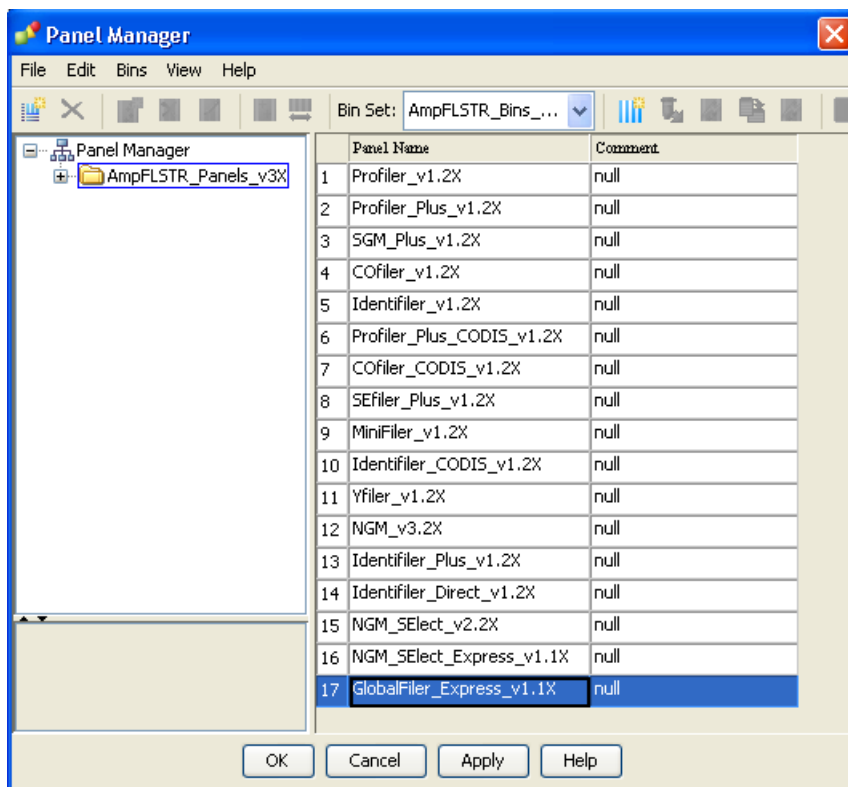 Panel Manager
File Edit Bins View Help
Bin Set: AmpFLSTR_Bins_...
Panel Manager
AmpFLSTR_Panels_v3X
Panel Name Comment
1 Profiler_v1.2X null
2 Profiler_Plus_v1.2X null
3 SGM_Plus_v1.2X null
4 COfiler_v1.2X null
5 Identifiler_v1.2X null
6 Profiler_Plus_CODIS_v1.2X null
7 COfiler_CODIS_v1.2X null
8 SEfiler_Plus_v1.2X null
9 MiniFiler_v1.2X null
10 Identifiler_CODIS_v1.2X null
11 Yfiler_v1.2X null
12 NGM_v3.2X null
13 Identifiler_Plus_v1.2X null
14 Identifiler_Direct_v1.2X null
15 NGM_SElect_v2.2X null
16 NGM_SElect_Express_v1.1X null
17 GlobalFiler_Express_v1.1X null
OK Cancel Apply Help